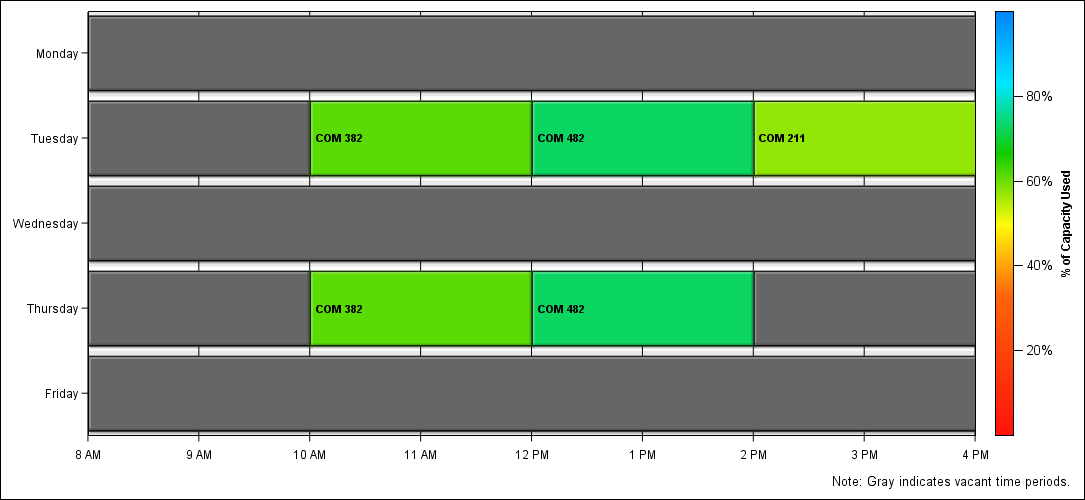 Monday
Tuesday
COM 382
COM 482
COM 211
Wednesday
Thursday
COM 382
COM 482
Friday
8 AM
9 AM
10 AM
11 AM
12 PM
1 PM
2 PM
3 PM
4 PM
80%
60%
40%
20%
% of Capacity Used
Note: Gray indicates vacant time periods.